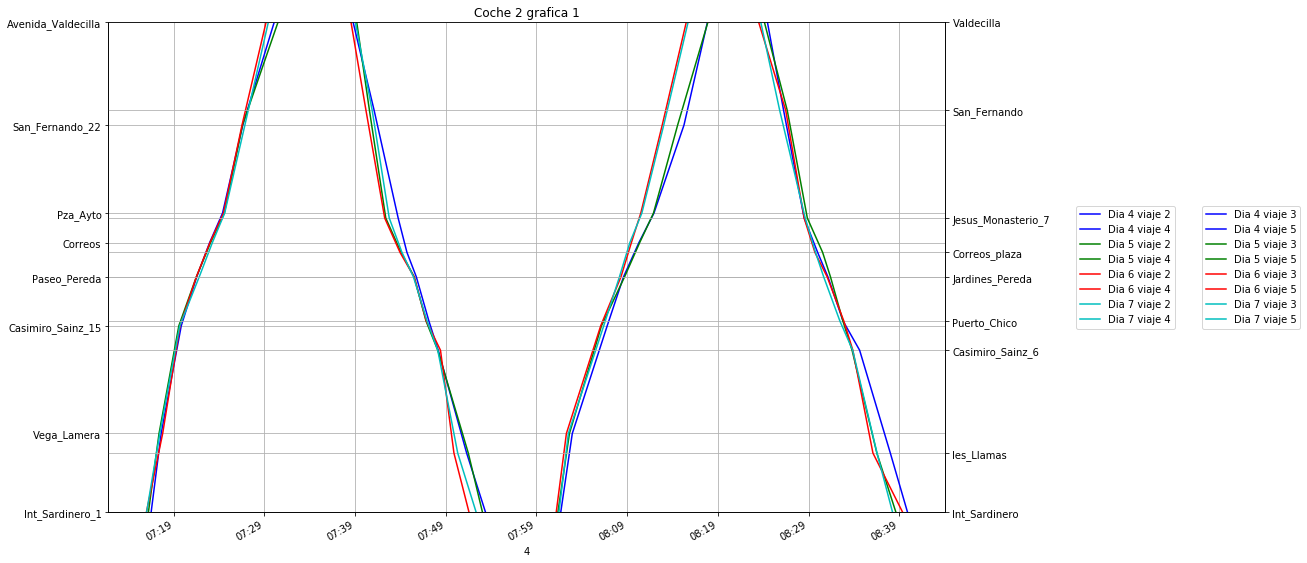 Coche 2 grafica 1
Avenida_Valdecilla
San_Fernando_22
Pza_Ayto
Correos
Paseo_Pereda
Casimiro_Sainz_15
Vega_Lamera
Int_Sardinero_1
Valdecilla
San_Fernando
Jesus_Monasterio_7
Correos_plaza
Jardines_Pereda
Puerto_Chico
Casimiro_Sainz_6
Ies_Llamas
Int_Sardinero
07:19
07:29
07:39
07:49
07:59
08:09
08:19
08:29
08:39
4
Dia 4 viaje 2
Dia 4 viaje 4
Dia 5 viaje 2
Dia 5 viaje 4
Dia 6 viaje 2
Dia 6 viaje 4
Dia 7 viaje 2
Dia 7 viaje 4
Dia 4 viaje 3
Dia 4 viaje 5
Dia 5 viaje 3
Dia 5 viaje 5
Dia 6 viaje 3
Dia 6 viaje 5
Dia 7 viaje 3
Dia 7 viaje 5